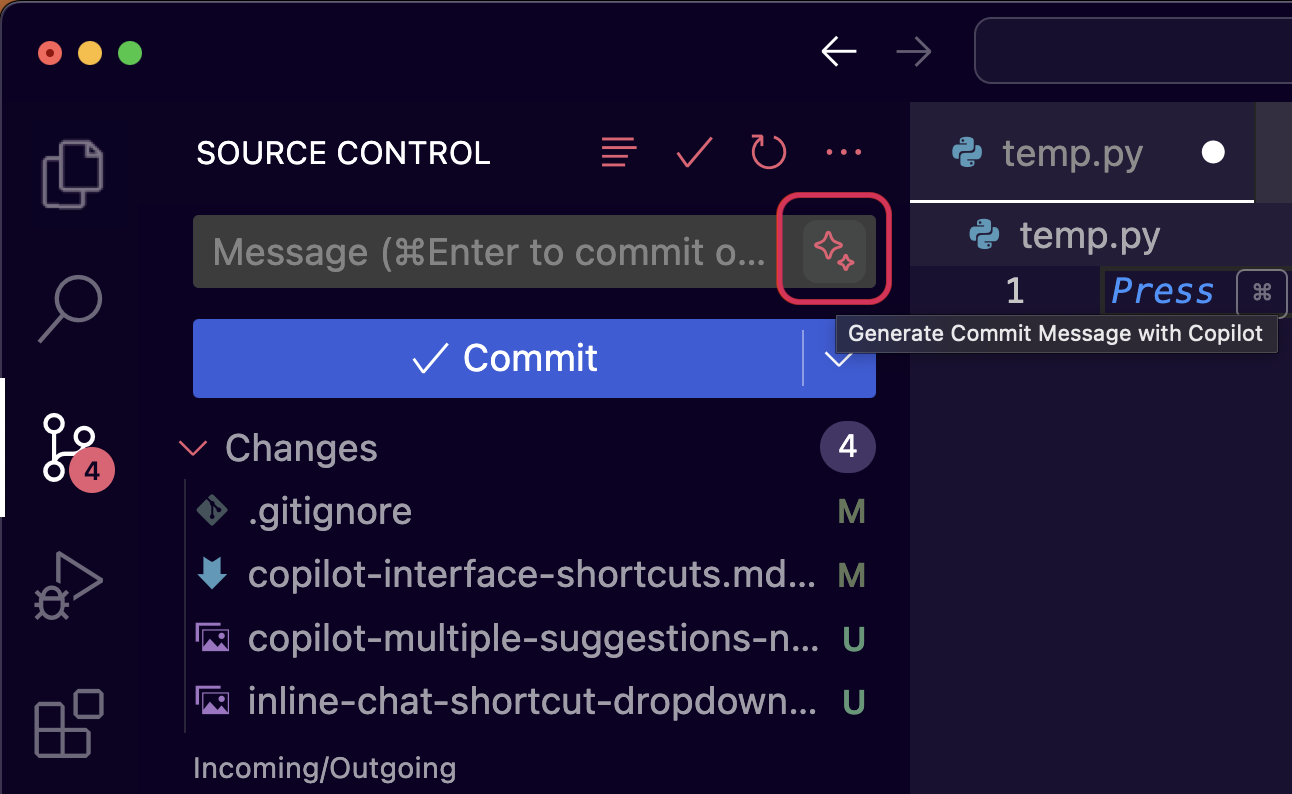 SOURCE CONTROL
Message (⌘Enter to commit o...
Commit
Changes
4
.gitignore
M
copilot-interface-shortcuts.md...
M
copilot-multiple-suggestions-n...
U
inline-chat-shortcut-dropdown...
U
Incoming/Outgoing
4
temp.py
temp.py
1
Press ⌘
Generate Commit Message with Copilot